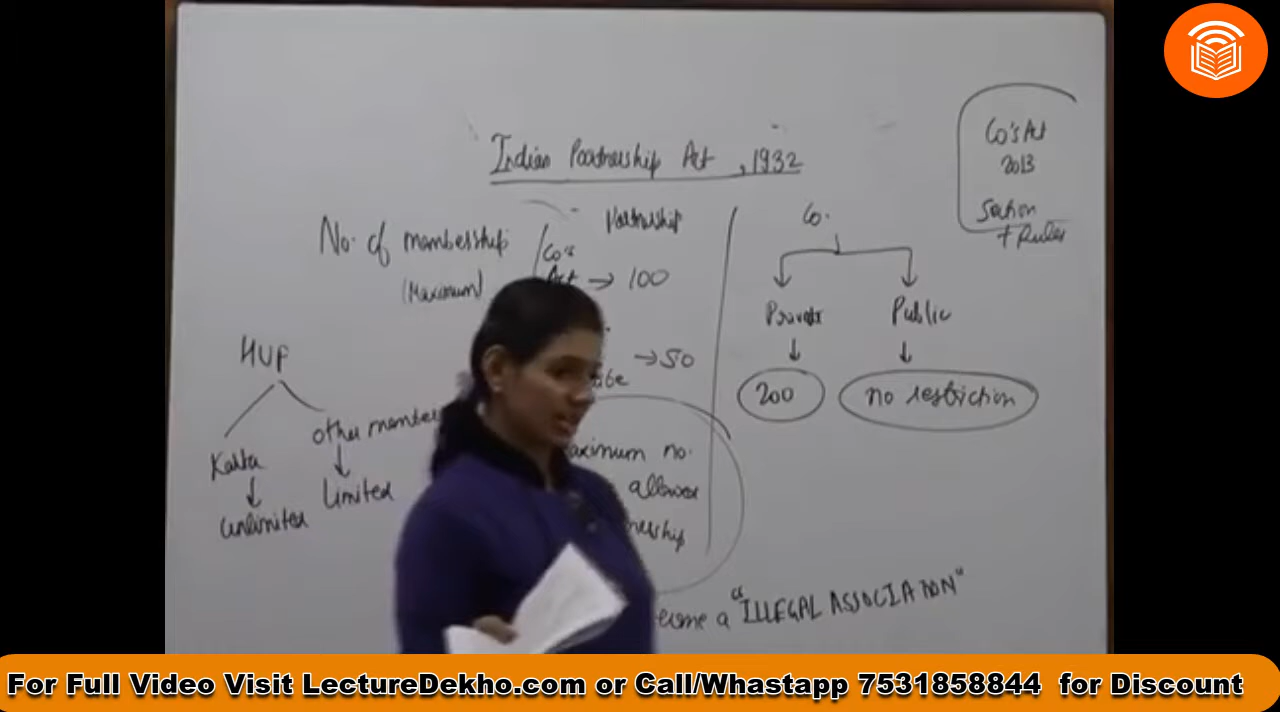 Indian Partnership Act, 1932
Co's Act
2013
Section
+ Rules
No. of membership
(Maximum)
Partnership
Co's
Act → 100
→ 50
maximum no.
allowed
Co.
Private
Public
200
no restriction
HUF
Karta
unlimited
other member
Limited
a "ILLEGAL ASSOCIATION"
For Full Video Visit LectureDekho.com or Call/Whastapp 7531858844 for Discount